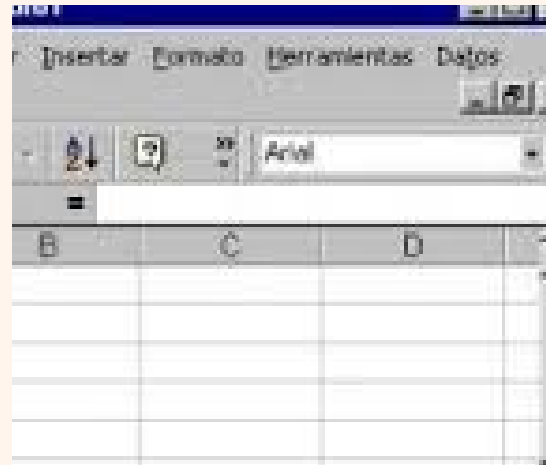 Insertar Formato Herramientas Datos
Arial
=
B C D